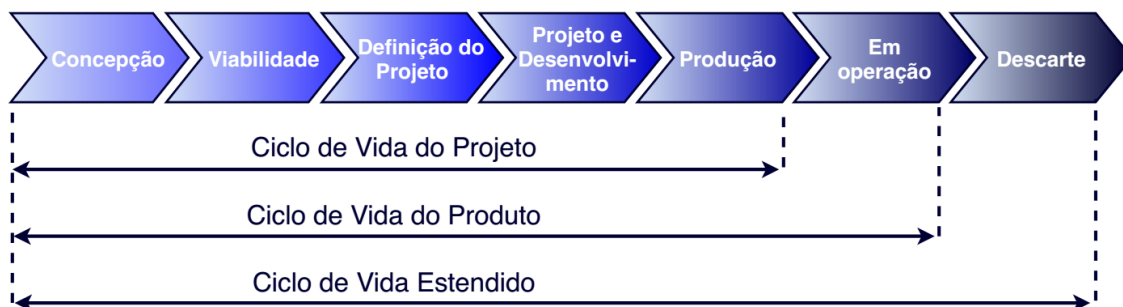 Concepção
Viabilidade
Definição do
Projeto
Projeto e
Desenvolvi-
mento
Produção
Em
operação
Descarte
Ciclo de Vida do Projeto
Ciclo de Vida do Produto
Ciclo de Vida Estendido